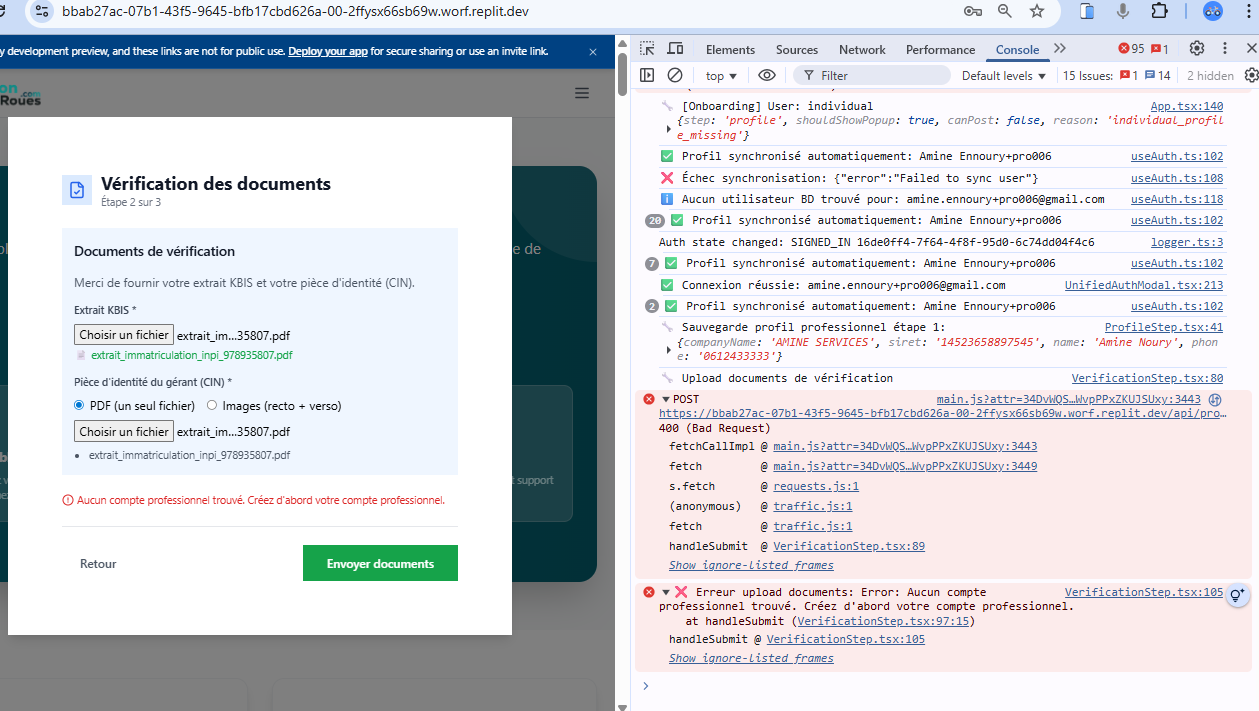 bbab27ac-07b1-43f5-9645-bfb17cbd626a-00-2ffysx66sb69w.worf.replit.dev
y development preview, and these links are not for public use. Deploy your app for secure sharing or use an invite link.
on .com
Roues
Vérification des documents
Étape 2 sur 3
Documents de vérification
Merci de fournir votre extrait KBIS et votre pièce d'identité (CIN).
Extrait KBIS *
Choisir un fichier extrait_im...35807.pdf
extrait_immatriculation_inpi_978935807.pdf
Pièce d'identité du gérant (CIN) *
PDF (un seul fichier) Images (recto + verso)
Choisir un fichier extrait_im...35807.pdf
extrait_immatriculation_inpi_978935807.pdf
Aucun compte professionnel trouvé. Créez d'abord votre compte professionnel.
Retour
Envoyer documents
e de
t support
Elements Sources Network Performance Console 95 1
top Filter Default levels 15 Issues: 1 14 2 hidden
[Onboarding] User: individual App.tsx:140
{step: 'profile', shouldShowPopup: true, canPost: false, reason: 'individual_profil
e_missing'}
Profil synchronisé automatiquement: Amine Ennoury+pro006 useAuth.ts:102
Échec synchronisation: {"error":"Failed to sync user"} useAuth.ts:108
Aucun utilisateur BD trouvé pour: amine.ennoury+pro006@gmail.com useAuth.ts:118
20 Profil synchronisé automatiquement: Amine Ennoury+pro006 useAuth.ts:102
Auth state changed: SIGNED_IN 16de0ff4-7f64-4f8f-95d0-6c74dd04f4c6 logger.ts:3
7 Profil synchronisé automatiquement: Amine Ennoury+pro006 useAuth.ts:102
Connexion réussie: amine.ennoury+pro006@gmail.com UnifiedAuthModal.tsx:213
2 Profil synchronisé automatiquement: Amine Ennoury+pro006 useAuth.ts:102
Sauvegarde profil professionnel étape 1: ProfileStep.tsx:41
{companyName: 'AMINE SERVICES', siret: '14523658897545', name: 'Amine Noury', phon
e: '0612433333'}
Upload documents de vérification VerificationStep.tsx:80
POST main.js?attr=34DvWQS…WvpPPxZKUJSUxy:3443
https://bbab27ac-07b1-43f5-9645-bfb17cbd626a-00-2ffysx66sb69w.worf.replit.dev/api/pro…
400 (Bad Request)
fetchCallImpl @ main.js?attr=34DvWQS…WvpPPxZKUJSUxy:3443
fetch @ main.js?attr=34DvWQS…WvpPPxZKUJSUxy:3449
s.fetch @ requests.js:1
(anonymous) @ traffic.js:1
fetch @ traffic.js:1
handleSubmit @ VerificationStep.tsx:89
Show ignore-listed frames
Erreur upload documents: Error: Aucun compte VerificationStep.tsx:105
professionnel trouvé. Créez d'abord votre compte professionnel.
at handleSubmit (VerificationStep.tsx:97:15)
handleSubmit @ VerificationStep.tsx:105
Show ignore-listed frames